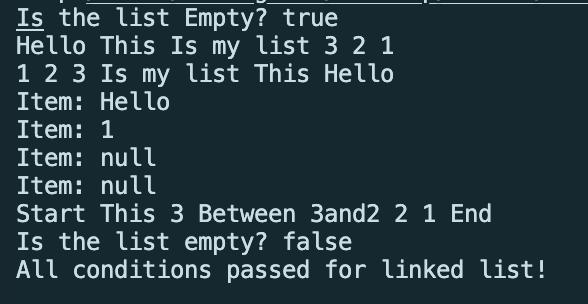 Is the list Empty? true
Hello This Is my list 3 2 1
1 2 3 Is my list This Hello
Item: Hello
Item: 1
Item: null
Item: null
Start This 3 Between 3and2 2 1 End
Is the list empty? false
All conditions passed for linked list!